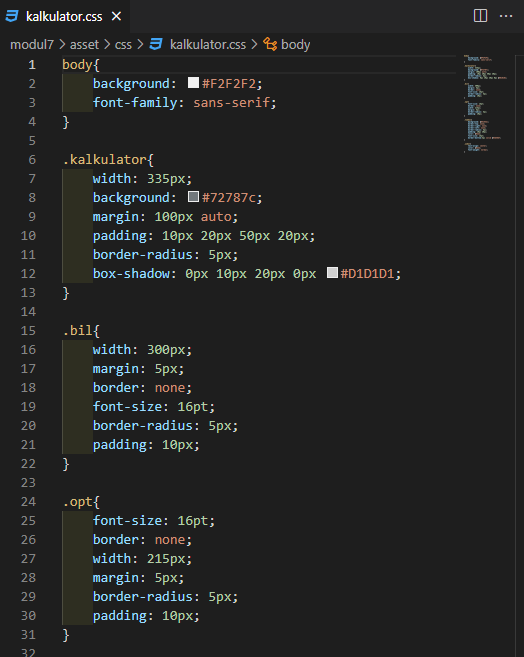 kalkulator.css
modul7 > asset > css > kalkulator.css > body
1 body{
2 background: #F2F2F2;
3 font-family: sans-serif;
4 }
5
6 .kalkulator{
7 width: 335px;
8 background: #72787c;
9 margin: 100px auto;
10 padding: 10px 20px 50px 20px;
11 border-radius: 5px;
12 box-shadow: 0px 10px 20px 0px #D1D1D1;
13 }
14
15 .bil{
16 width: 300px;
17 margin: 5px;
18 border: none;
19 font-size: 16pt;
20 border-radius: 5px;
21 padding: 10px;
22 }
23
24 .opt{
25 font-size: 16pt;
26 border: none;
27 width: 215px;
28 margin: 5px;
29 border-radius: 5px;
30 padding: 10px;
31 }
32